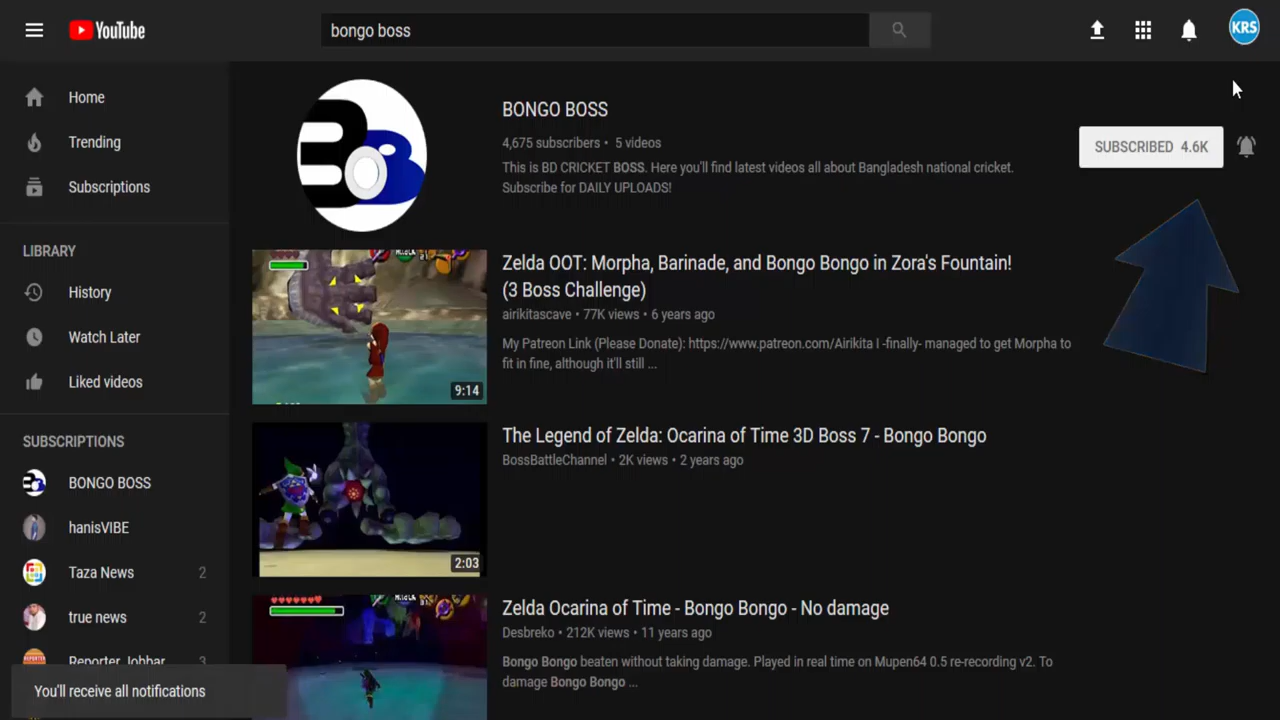 YouTube
bongo boss
KRS
Home
Trending
Subscriptions
LIBRARY
History
Watch Later
Liked videos
SUBSCRIPTIONS
BONGO BOSS
hanisVIBE
Taza News 2
true news 2
Reporter Jobbar 3
You'll receive all notifications
BONGO BOSS
4,675 subscribers • 5 videos
This is BD CRICKET BOSS. Here you'll find latest videos all about Bangladesh national cricket.
Subscribe for DAILY UPLOADS!
SUBSCRIBED 4.6K
Zelda OOT: Morpha, Barinade, and Bongo Bongo in Zora's Fountain!
(3 Boss Challenge)
airikitascave • 77K views • 6 years ago
My Patreon Link (Please Donate): https://www.patreon.com/Airikita I -finally- managed to get Morpha to
fit in fine, although it'll still ...
9:14
The Legend of Zelda: Ocarina of Time 3D Boss 7 - Bongo Bongo
BossBattleChannel • 2K views • 2 years ago
2:03
Zelda Ocarina of Time - Bongo Bongo - No damage
Desbreko • 212K views • 11 years ago
Bongo Bongo beaten without taking damage. Played in real time on Mupen64 0.5 re-recording v2. To
damage Bongo Bongo ...